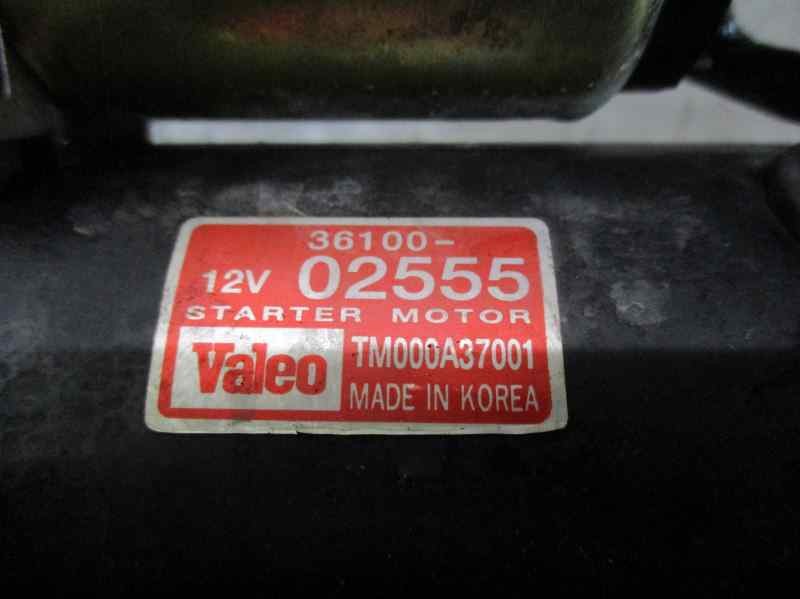 36100-
12V 02555
STARTER MOTOR
Valeo TM000A37001
MADE IN KOREA